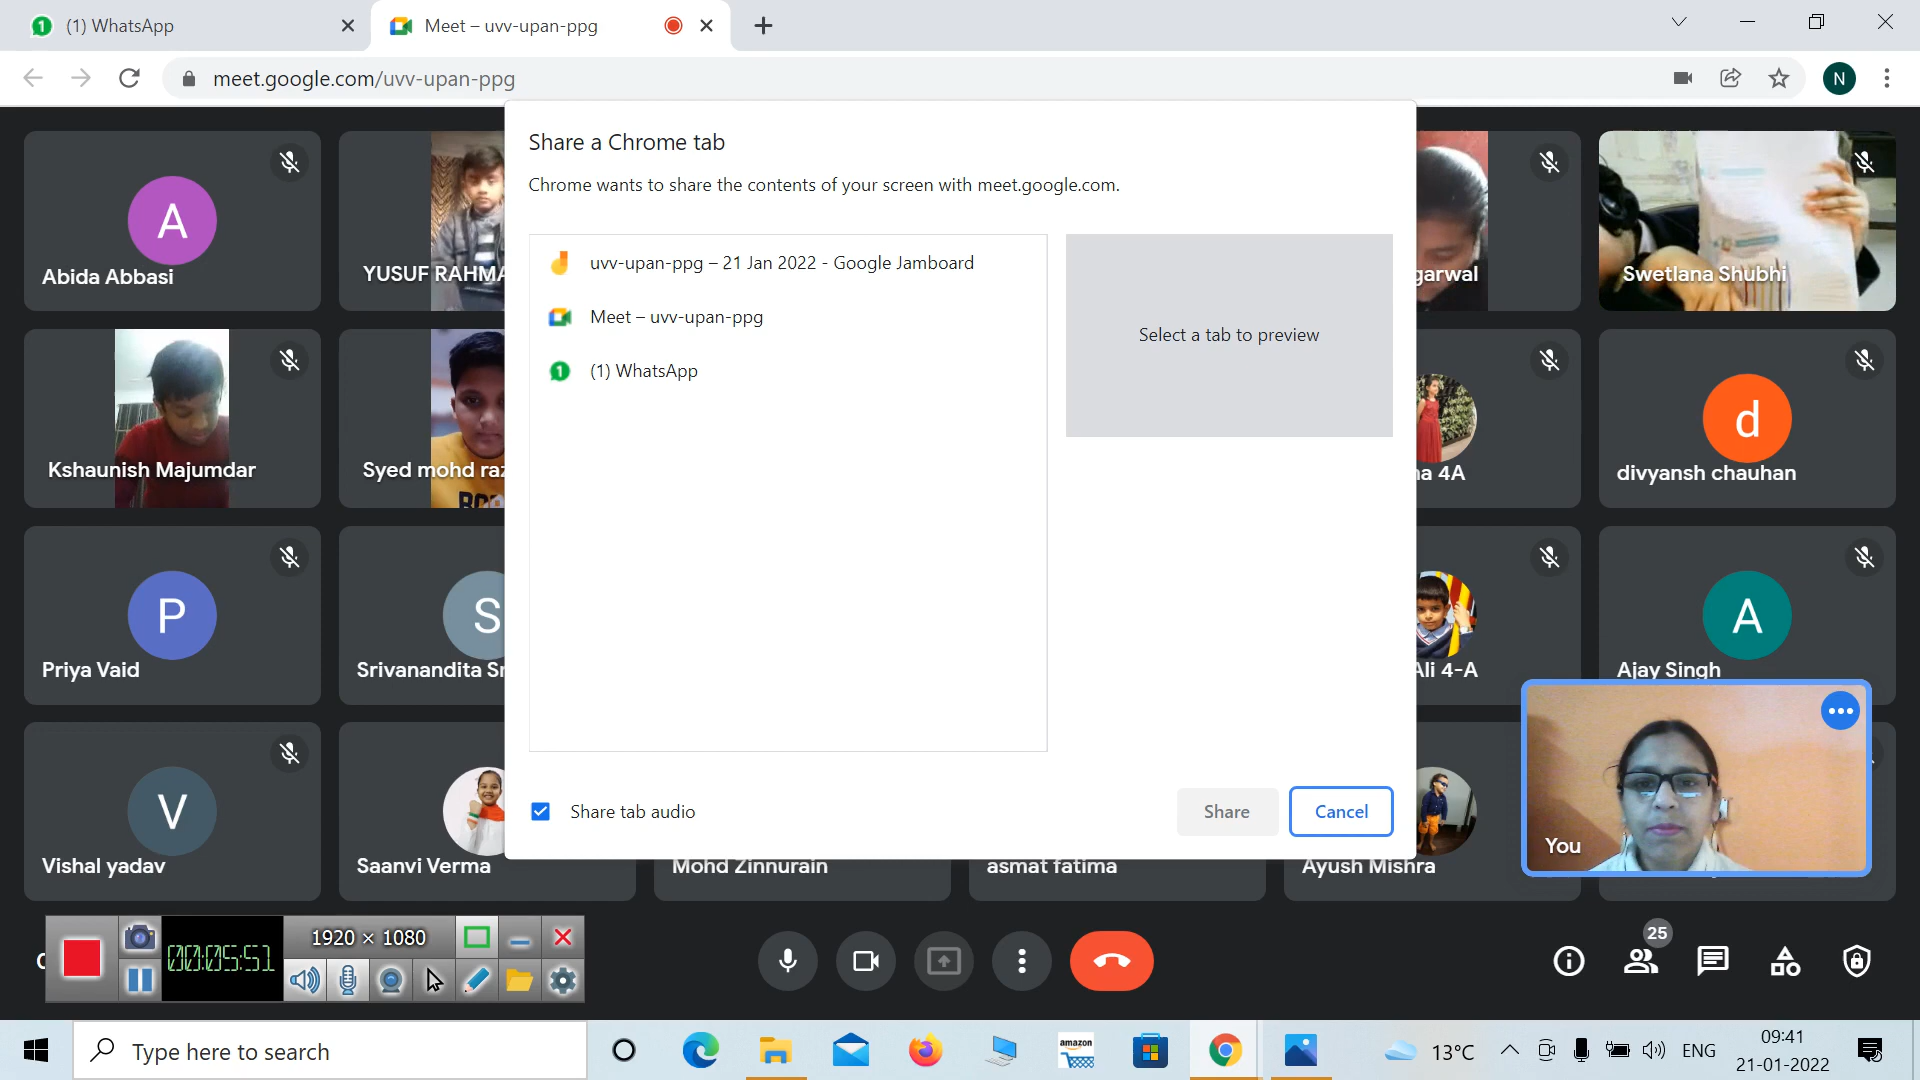 (1) WhatsApp
Meet – uvv-upan-ppg
meet.google.com/uvv-upan-ppg
N
Share a Chrome tab
Chrome wants to share the contents of your screen with meet.google.com.
uvv-upan-ppg – 21 Jan 2022 - Google Jamboard
Meet – uvv-upan-ppg
1 (1) WhatsApp
Select a tab to preview
Share tab audio
Share
Cancel
A
Abida Abbasi
YUSUF RAHMA
garwal
Swetlana Shubhi
Kshaunish Majumdar
Syed mohd raz
na 4A
d
divyansh chauhan
P
Priya Vaid
S
Srivanandita Sr
Ali 4-A
A
Ajay Singh
V
Vishal yadav
Saanvi Verma
Mohd Zinnurain
asmat fatima
Ayush Mishra
You
00:05:51
1920 × 1080
25
Type here to search
amazon
13°C
ENG
09:41
21-01-2022